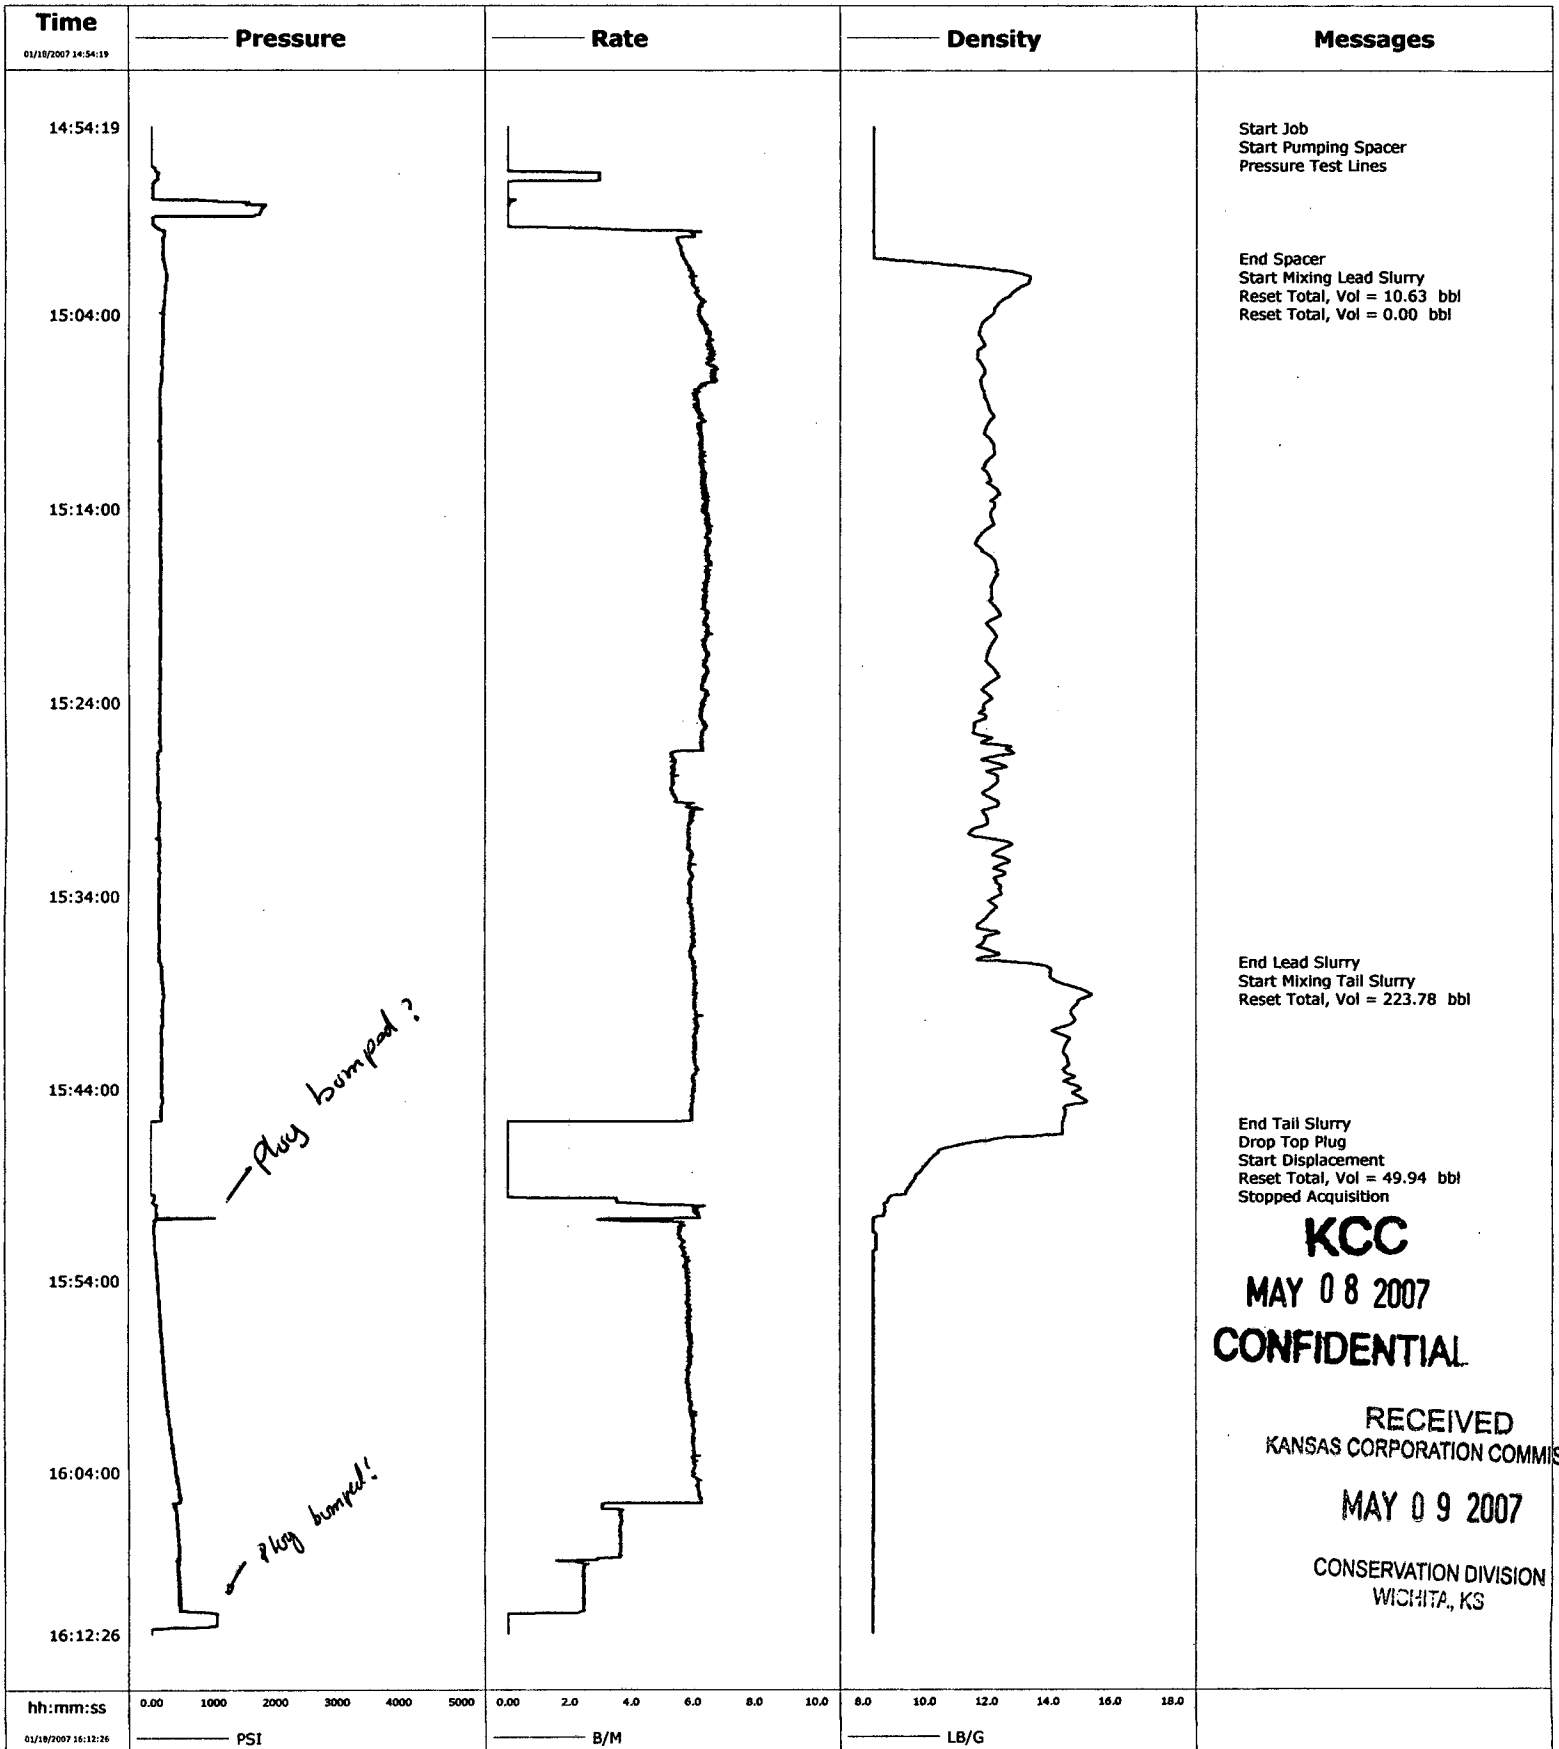 Time
01/18/2007 14:54:19
Pressure
Rate
Density
Messages
14:54:19
Start Job
Start Pumping Spacer
Pressure Test Lines
End Spacer
Start Mixing Lead Slurry
Reset Total, Vol = 10.63 bbl
15:04:00
Reset Total, Vol = 0.00 bbl
15:14:00
15:24:00
15:34:00
End Lead Slurry
Start Mixing Tail Slurry
Reset Total, Vol = 223.78 bbl
Plug bumped?
15:44:00
End Tail Slurry
Drop Top Plug
Start Displacement
Reset Total, Vol = 49.94 bbl
Stopped Acquisition
KCC
15:54:00
MAY 08 2007
CONFIDENTIAL
RECEIVED
KANSAS CORPORATION COMMIS
16:04:00
Plug bumped!
MAY 09 2007
CONSERVATION DIVISION
WICHITA, KS
16:12:26
hh:mm:ss
0.00 1000 2000 3000 4000 5000
0.00 2.0 4.0 6.0 8.0 10.0
8.0 10.0 12.0 14.0 16.0 18.0
01/18/2007 16:12:26
PSI
B/M
LB/G